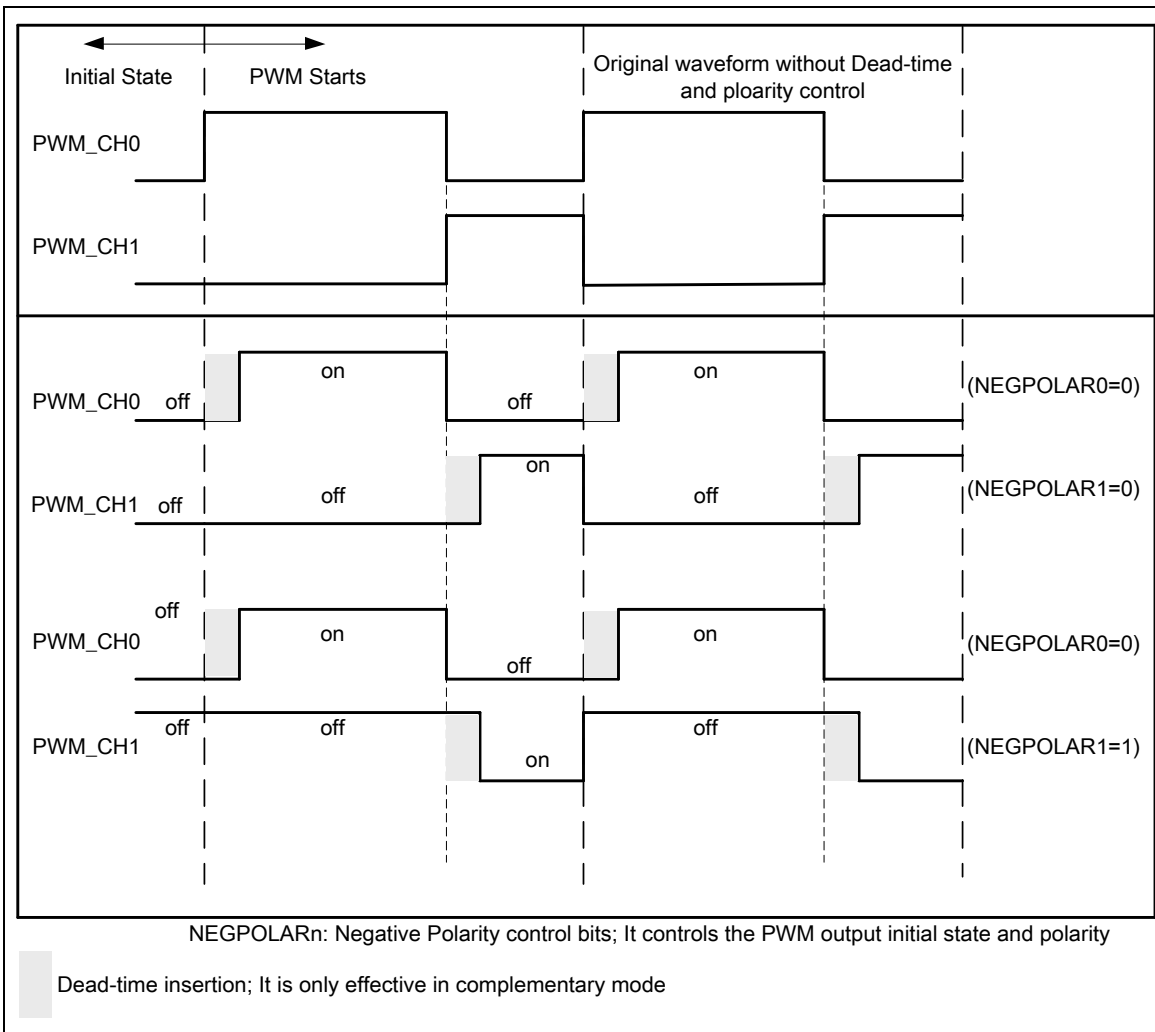 Initial State
PWM Starts
Original waveform without Dead-time
and ploarity control
PWM_CH0
PWM_CH1
PWM_CH0
off
on
off
on
(NEGPOLAR0=0)
PWM_CH1
off
off
on
off
(NEGPOLAR1=0)
PWM_CH0
off
on
off
on
(NEGPOLAR0=0)
PWM_CH1
off
off
on
off
(NEGPOLAR1=1)
NEGPOLARn: Negative Polarity control bits; It controls the PWM output initial state and polarity
Dead-time insertion; It is only effective in complementary mode